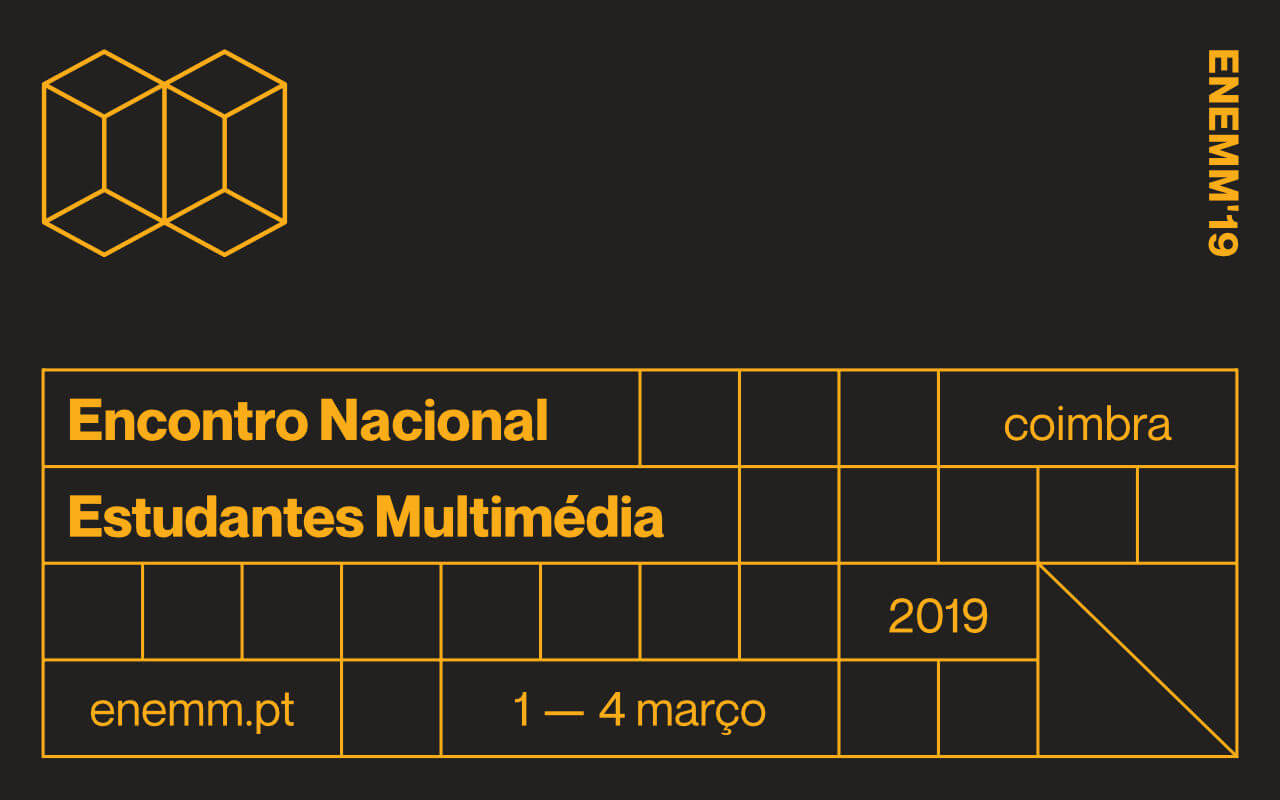 ENEMM'19
Encontro Nacional
coimbra
Estudantes Multimédia
2019
enemm.pt
1 — 4 março